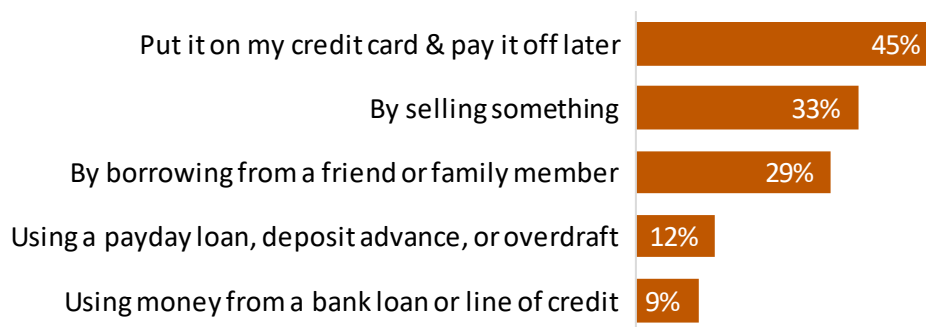 Put it on my credit card & pay it off later 45%
By selling something 33%
By borrowing from a friend or family member 29%
Using a payday loan, deposit advance, or overdraft 12%
Using money from a bank loan or line of credit 9%